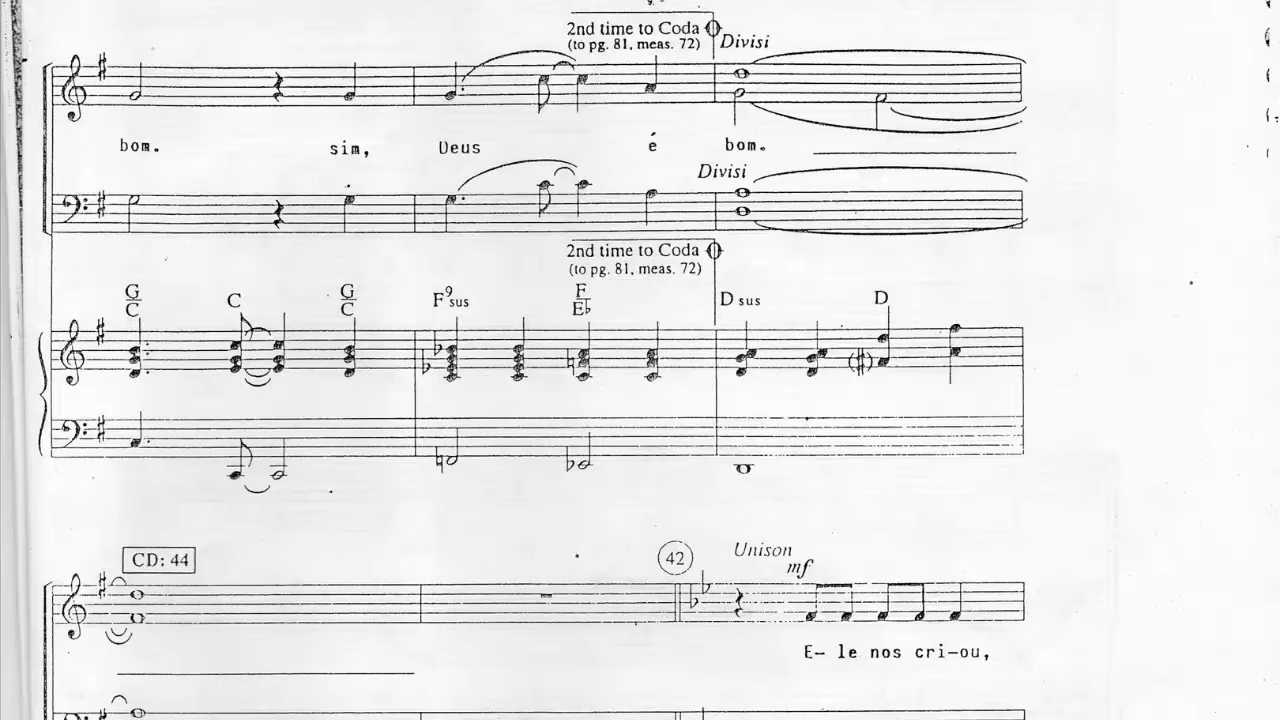 2nd time to Coda
(to pg. 81, meas. 72)
Divisi
bom. sim, Deus é bom.
Divisi
2nd time to Coda
(to pg. 81, meas. 72)
G/C C G/C F9sus F/E♭ D sus D
CD: 44
42
Unison
mf
E- le nos cri-ou,